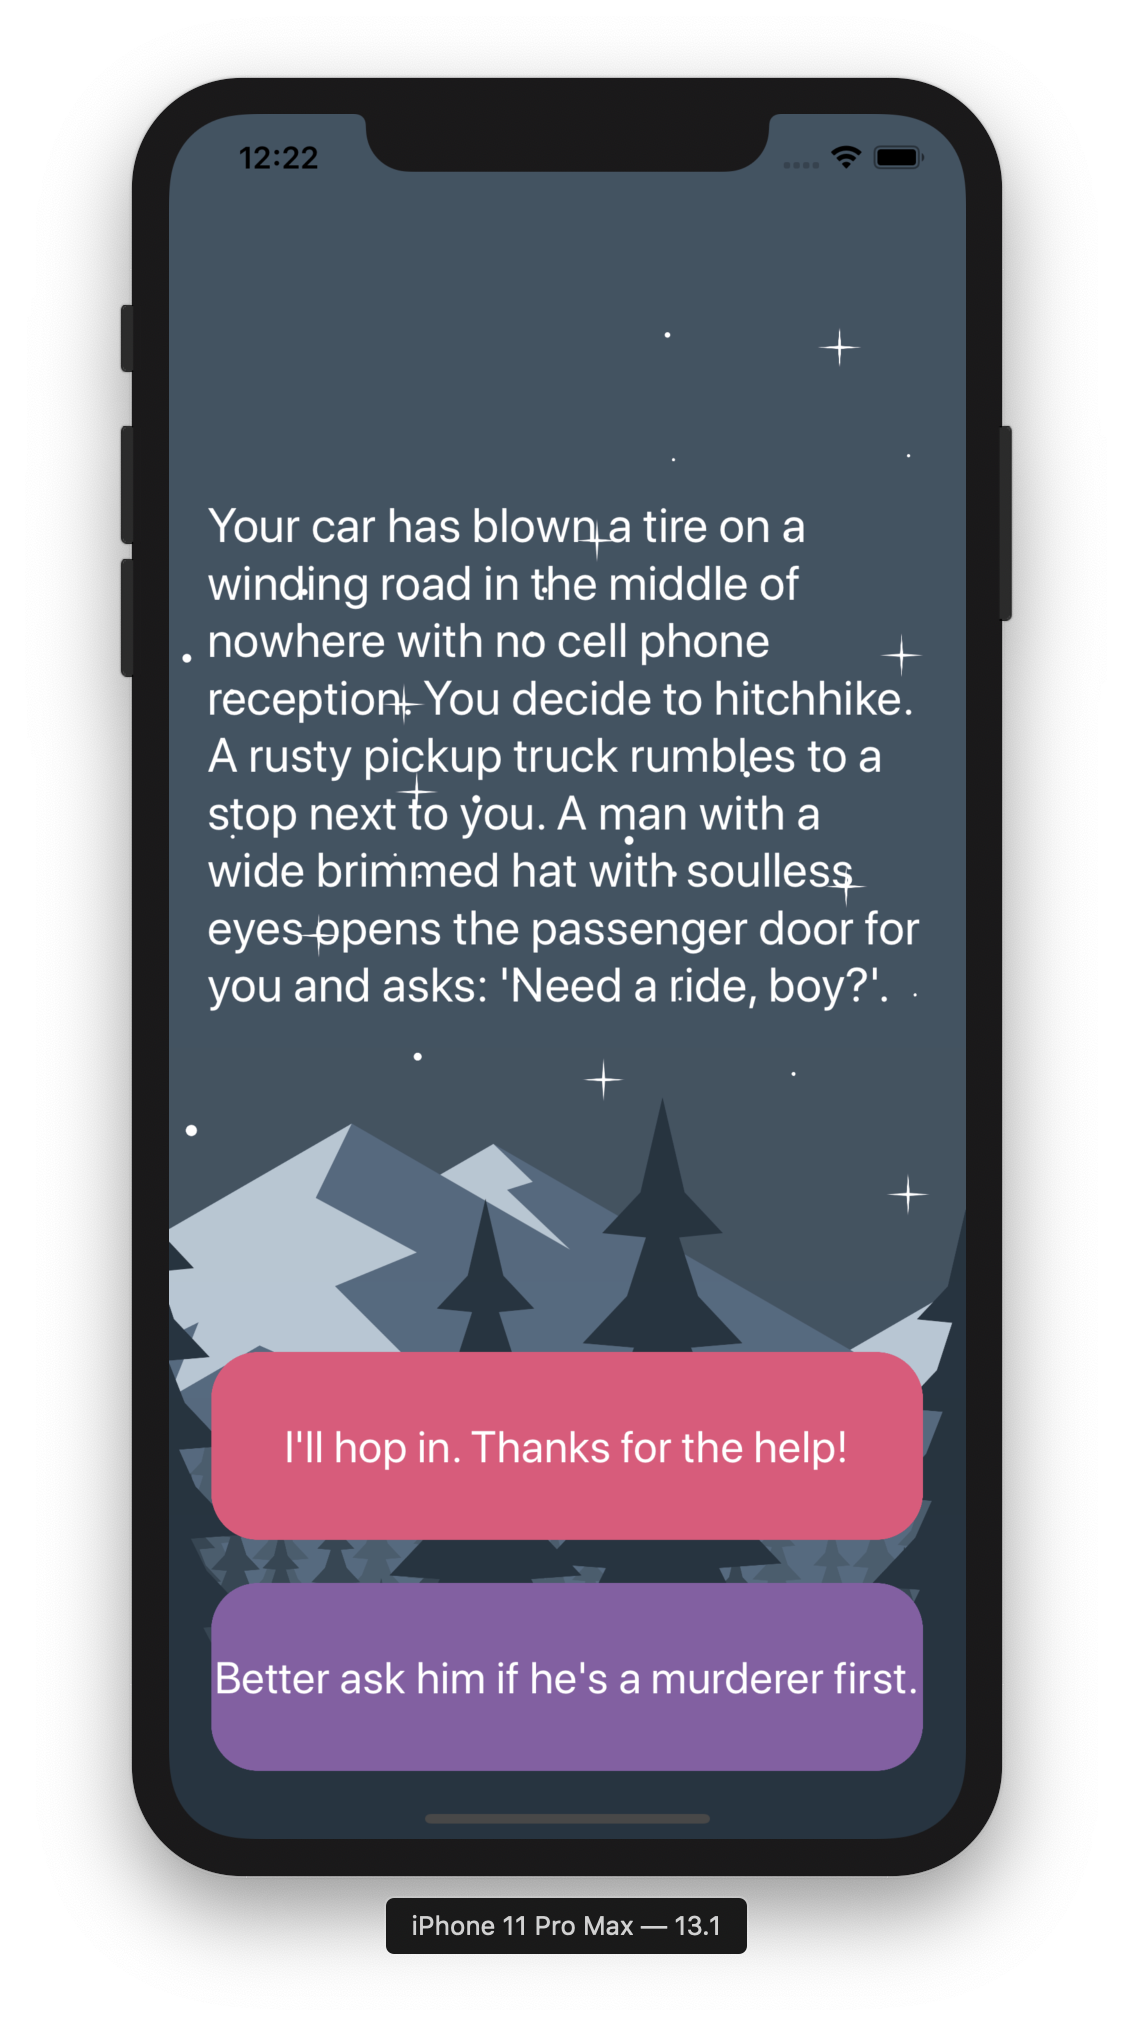 12:22
Your car has blown a tire on a
winding road in the middle of
nowhere with no cell phone
reception. You decide to hitchhike.
A rusty pickup truck rumbles to a
stop next to you. A man with a
wide brimmed hat with soulless
eyes opens the passenger door for
you and asks: 'Need a ride, boy?'.
I'll hop in. Thanks for the help!
Better ask him if he's a murderer first.
iPhone 11 Pro Max — 13.1